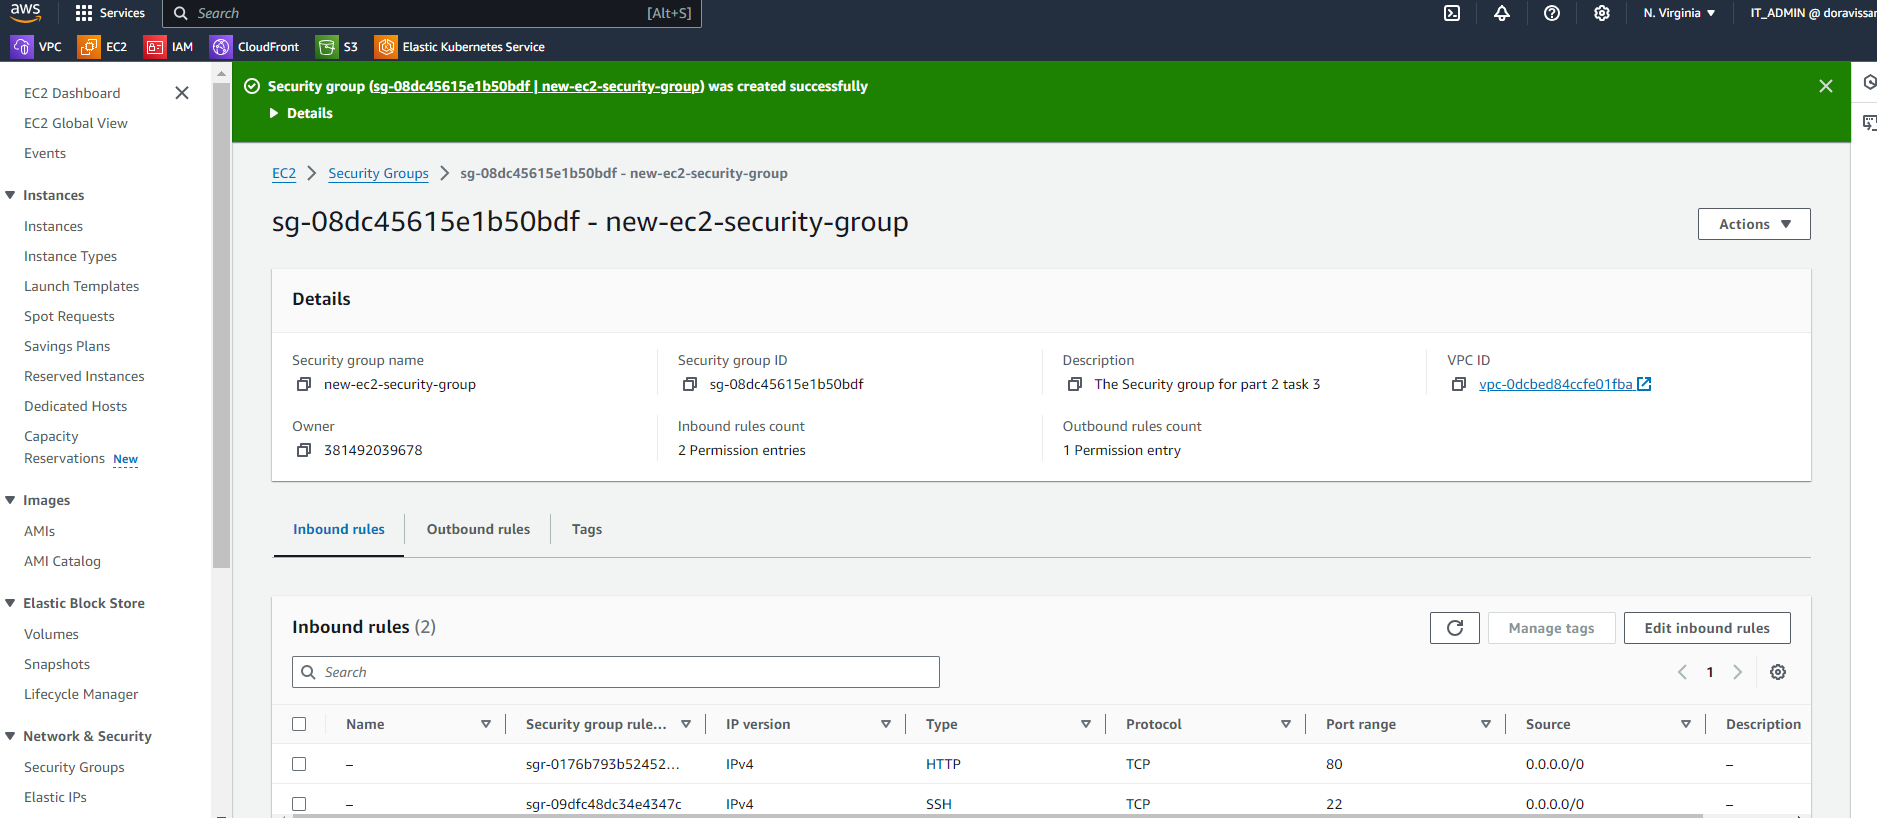 aws
Services
Search
[Alt+S]
N. Virginia
IT_ADMIN @ doravissar
VPC
EC2
IAM
CloudFront
S3
Elastic Kubernetes Service
EC2 Dashboard
EC2 Global View
Events
Instances
Instances
Instance Types
Launch Templates
Spot Requests
Savings Plans
Reserved Instances
Dedicated Hosts
Capacity
Reservations New
Images
AMIs
AMI Catalog
Elastic Block Store
Volumes
Snapshots
Lifecycle Manager
Network & Security
Security Groups
Elastic IPs
Security group (sg-08dc45615e1b50bdf | new-ec2-security-group) was created successfully
Details
EC2 > Security Groups > sg-08dc45615e1b50bdf - new-ec2-security-group
sg-08dc45615e1b50bdf - new-ec2-security-group
Actions
Details
Security group name
new-ec2-security-group
Security group ID
sg-08dc45615e1b50bdf
Description
The Security group for part 2 task 3
VPC ID
vpc-0dcbed84ccfe01fba
Owner
381492039678
Inbound rules count
2 Permission entries
Outbound rules count
1 Permission entry
Inbound rules
Outbound rules
Tags
Inbound rules (2)
Manage tags
Edit inbound rules
Search
1
Name Security group rule... IP version Type Protocol Port range Source Description
– sgr-0176b793b52452... IPv4 HTTP TCP 80 0.0.0.0/0 –
– sgr-09dfc48dc34e4347c IPv4 SSH TCP 22 0.0.0.0/0 –